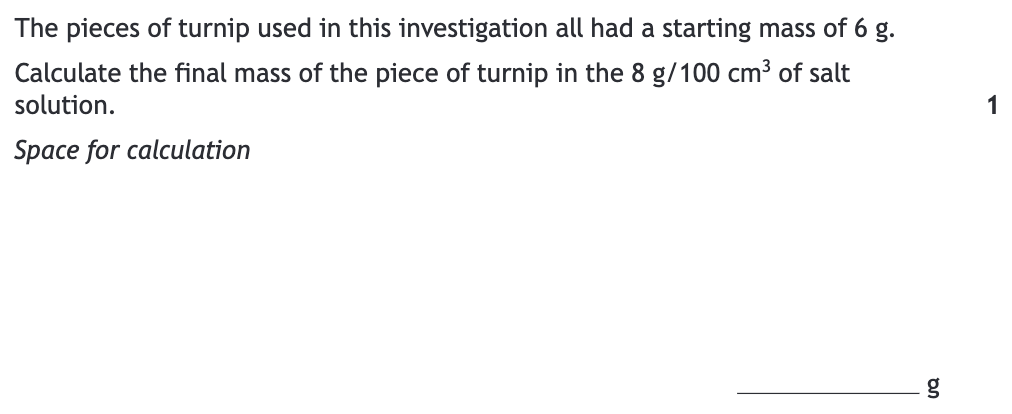 The pieces of turnip used in this investigation all had a starting mass of 6 g.
Calculate the final mass of the piece of turnip in the 8 g/100 cm³ of salt
solution. 1
Space for calculation
g